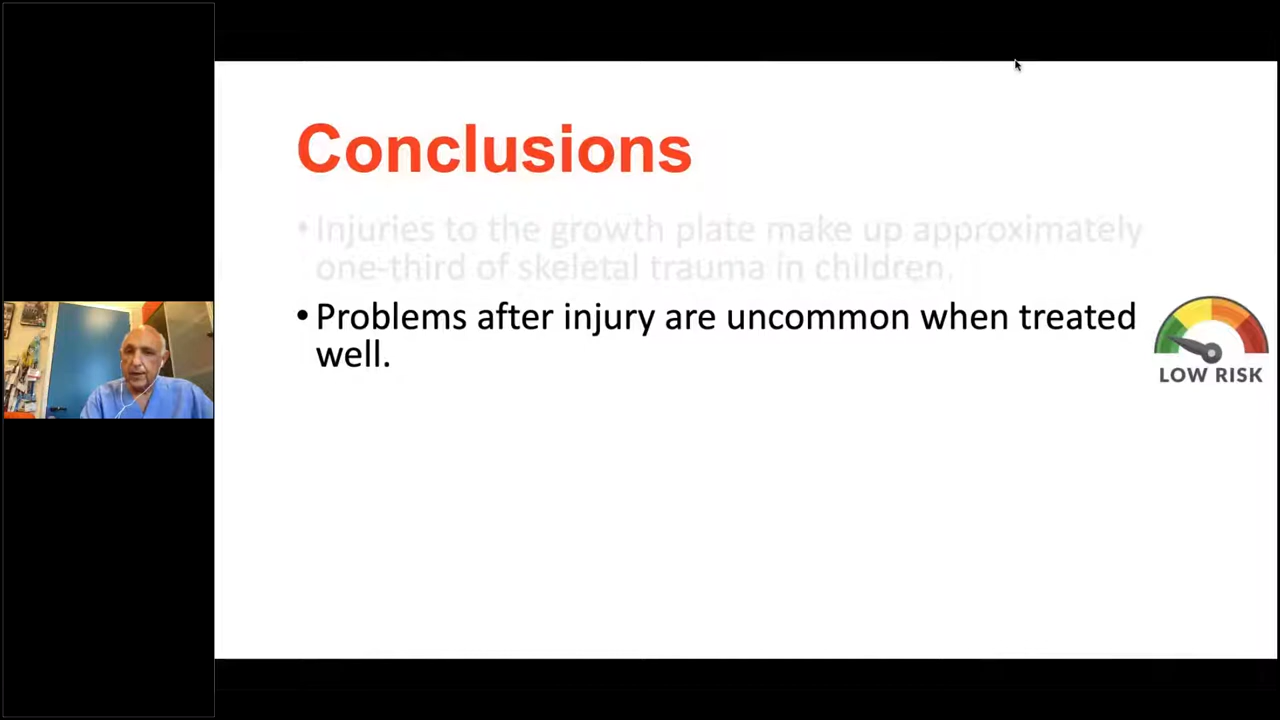 Conclusions
• Injuries to the growth plate make up approximately
one-third of skeletal trauma in children.
• Problems after injury are uncommon when treated
well.
LOW RISK